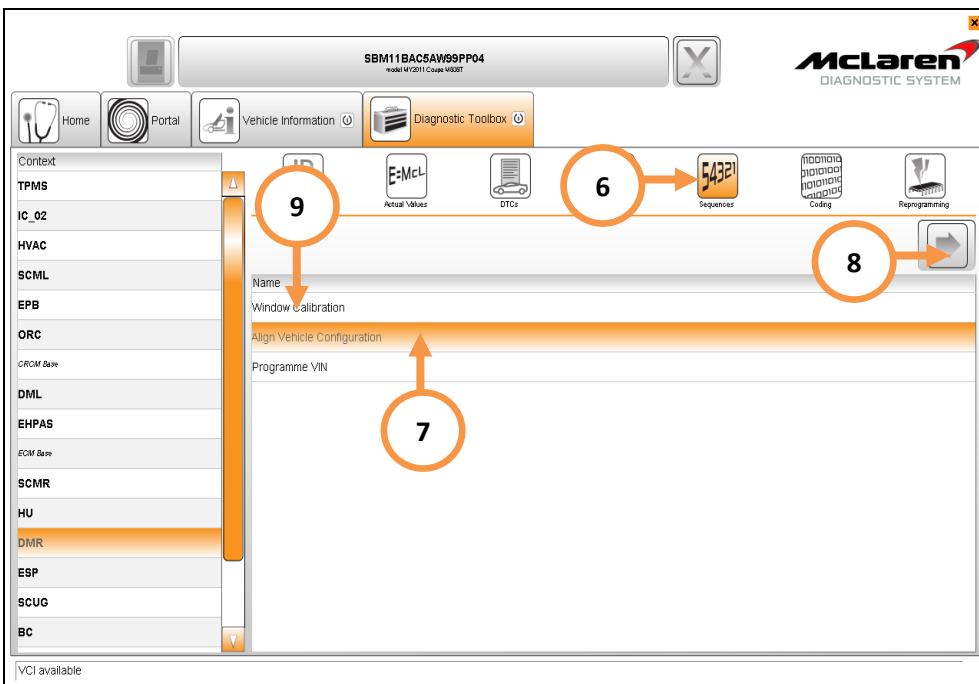 x
SBM11BAC5AW99PP04
model MY2011 Coupe M838T
McLaren
DIAGNOSTIC SYSTEM
Home
Portal
Vehicle Information
Diagnostic Toolbox
Context
TPMS
IC_02
HVAC
SCML
EPB
ORC
CRCM Base
DML
EHPAS
ECM Base
SCMR
HU
DMR
ESP
SCUG
BC
E=McL
Actual Values
DTCs
54321
Sequences
Coding
Reprogramming
6
9
8
Name
Window Calibration
Align Vehicle Configuration
Programme VIN
7
VCI available